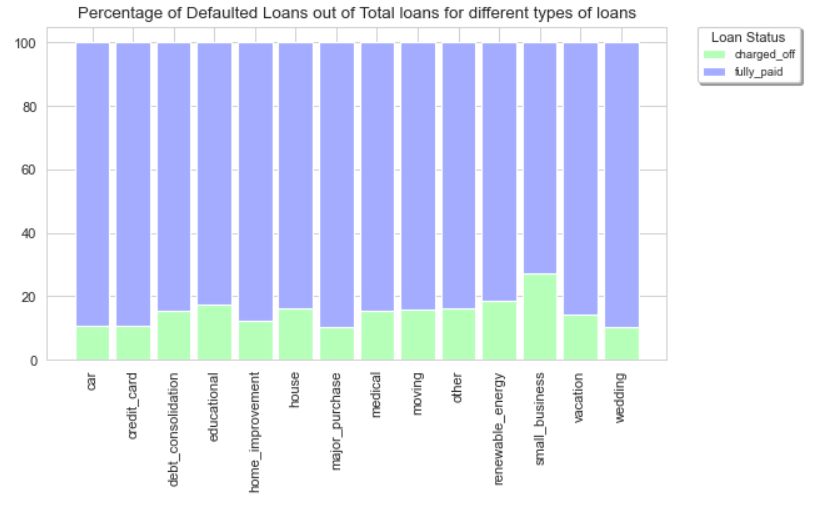 Percentage of Defaulted Loans out of Total loans for different types of loans
Loan Status
charged_off
fully_paid
100
80
60
40
20
0
car
credit_card
debt_consolidation
educational
home_improvement
house
major_purchase
medical
moving
other
renewable_energy
small_business
vacation
wedding